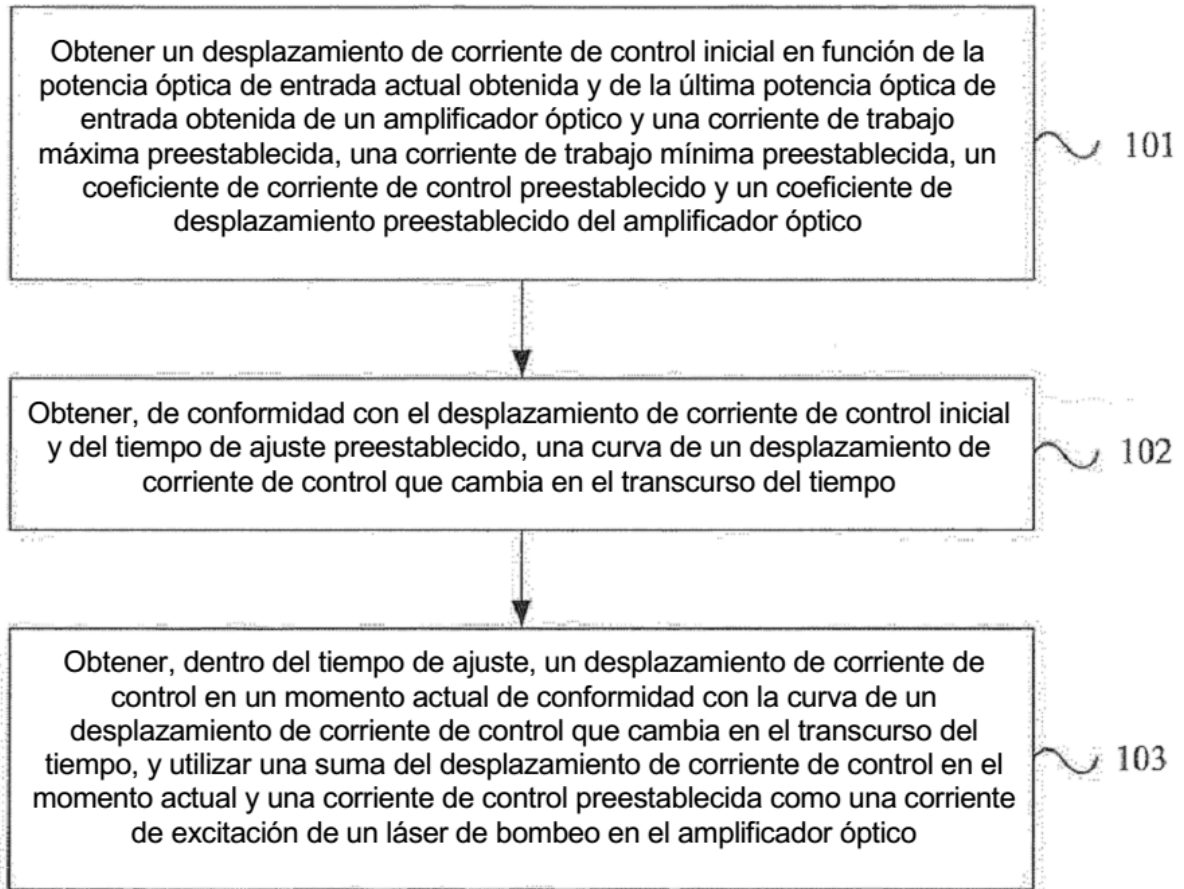 Obtener un desplazamiento de corriente de control inicial en función de la
potencia óptica de entrada actual obtenida y de la última potencia óptica de
entrada obtenida de un amplificador óptico y una corriente de trabajo
máxima preestablecida, una corriente de trabajo mínima preestablecida, un
coeficiente de corriente de control preestablecido y un coeficiente de
desplazamiento preestablecido del amplificador óptico
101
Obtener, de conformidad con el desplazamiento de corriente de control inicial
y del tiempo de ajuste preestablecido, una curva de un desplazamiento de
corriente de control que cambia en el transcurso del tiempo
102
Obtener, dentro del tiempo de ajuste, un desplazamiento de corriente de
control en un momento actual de conformidad con la curva de un
desplazamiento de corriente de control que cambia en el transcurso del
tiempo, y utilizar una suma del desplazamiento de corriente de control en el
momento actual y una corriente de control preestablecida como una corriente
de excitación de un láser de bombeo en el amplificador óptico
103